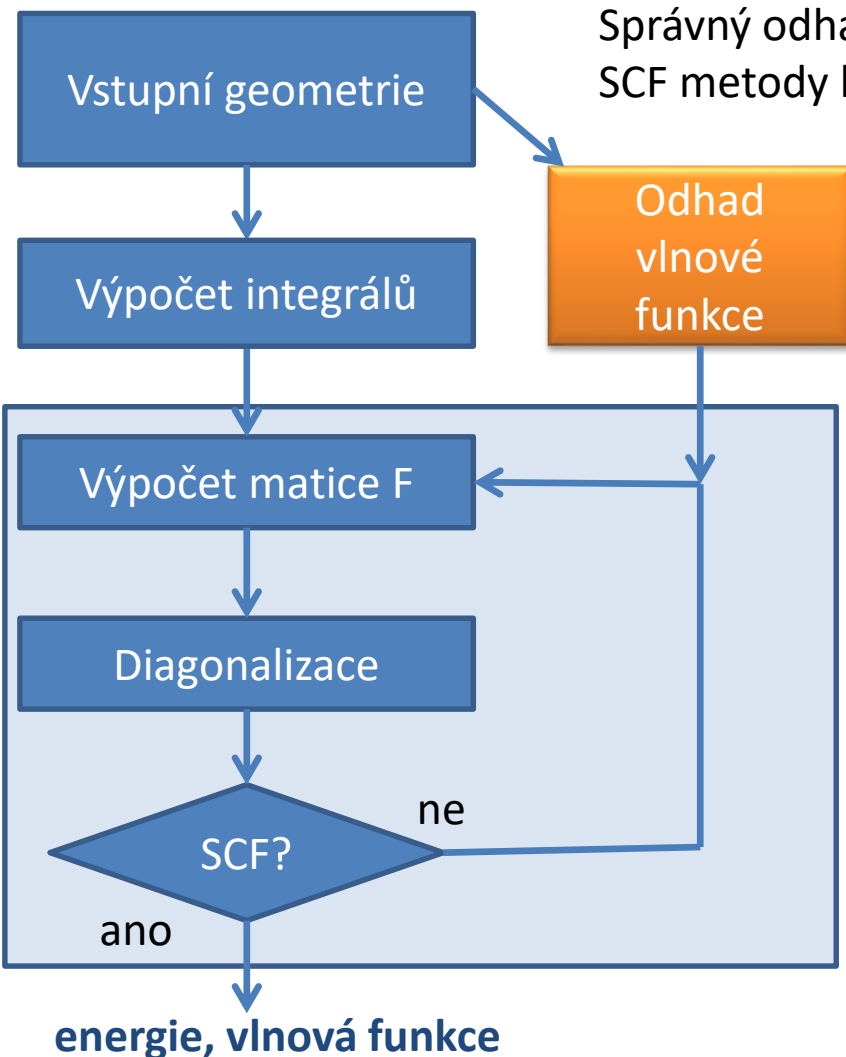 Správný
SCF metody
Vstupní geometrie
Odhad
vlnové
funkce
Výpočet integrálů
Výpočet matice F
Diagonalizace
SCF?
ne
ano
energie, vlnová funkce